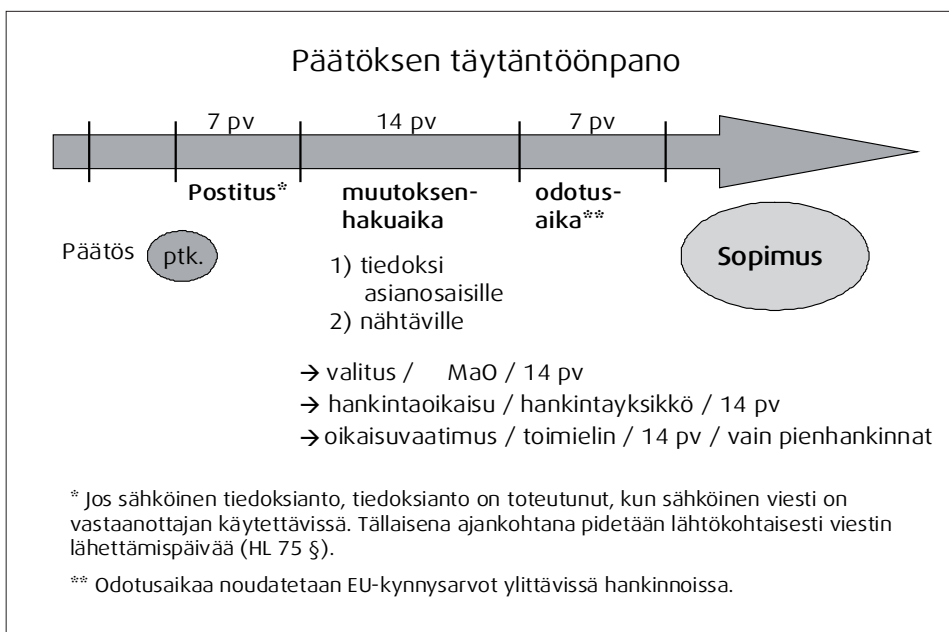 Päätöksen täytäntöönpano
7 pv 14 pv 7 pv
Postitus* muutoksen- odotus-
hakuaika aika**
Päätös ptk. Sopimus
1) tiedoksi
asianosaisille
2) nähtäville
→ valitus / MaO / 14 pv
→ hankintaoikaisu / hankintayksikkö / 14 pv
→ oikaisuvaatimus / toimielin / 14 pv / vain pienhankinnat
* Jos sähköinen tiedoksianto, tiedoksianto on toteutunut, kun sähköinen viesti on
vastaanottajan käytettävissä. Tällaisena ajankohtana pidetään lähtökohtaisesti viestin
lähettämispäivää (HL 75 §).
** Odotusaikaa noudatetaan EU-kynnysarvot ylittävissä hankinnoissa.